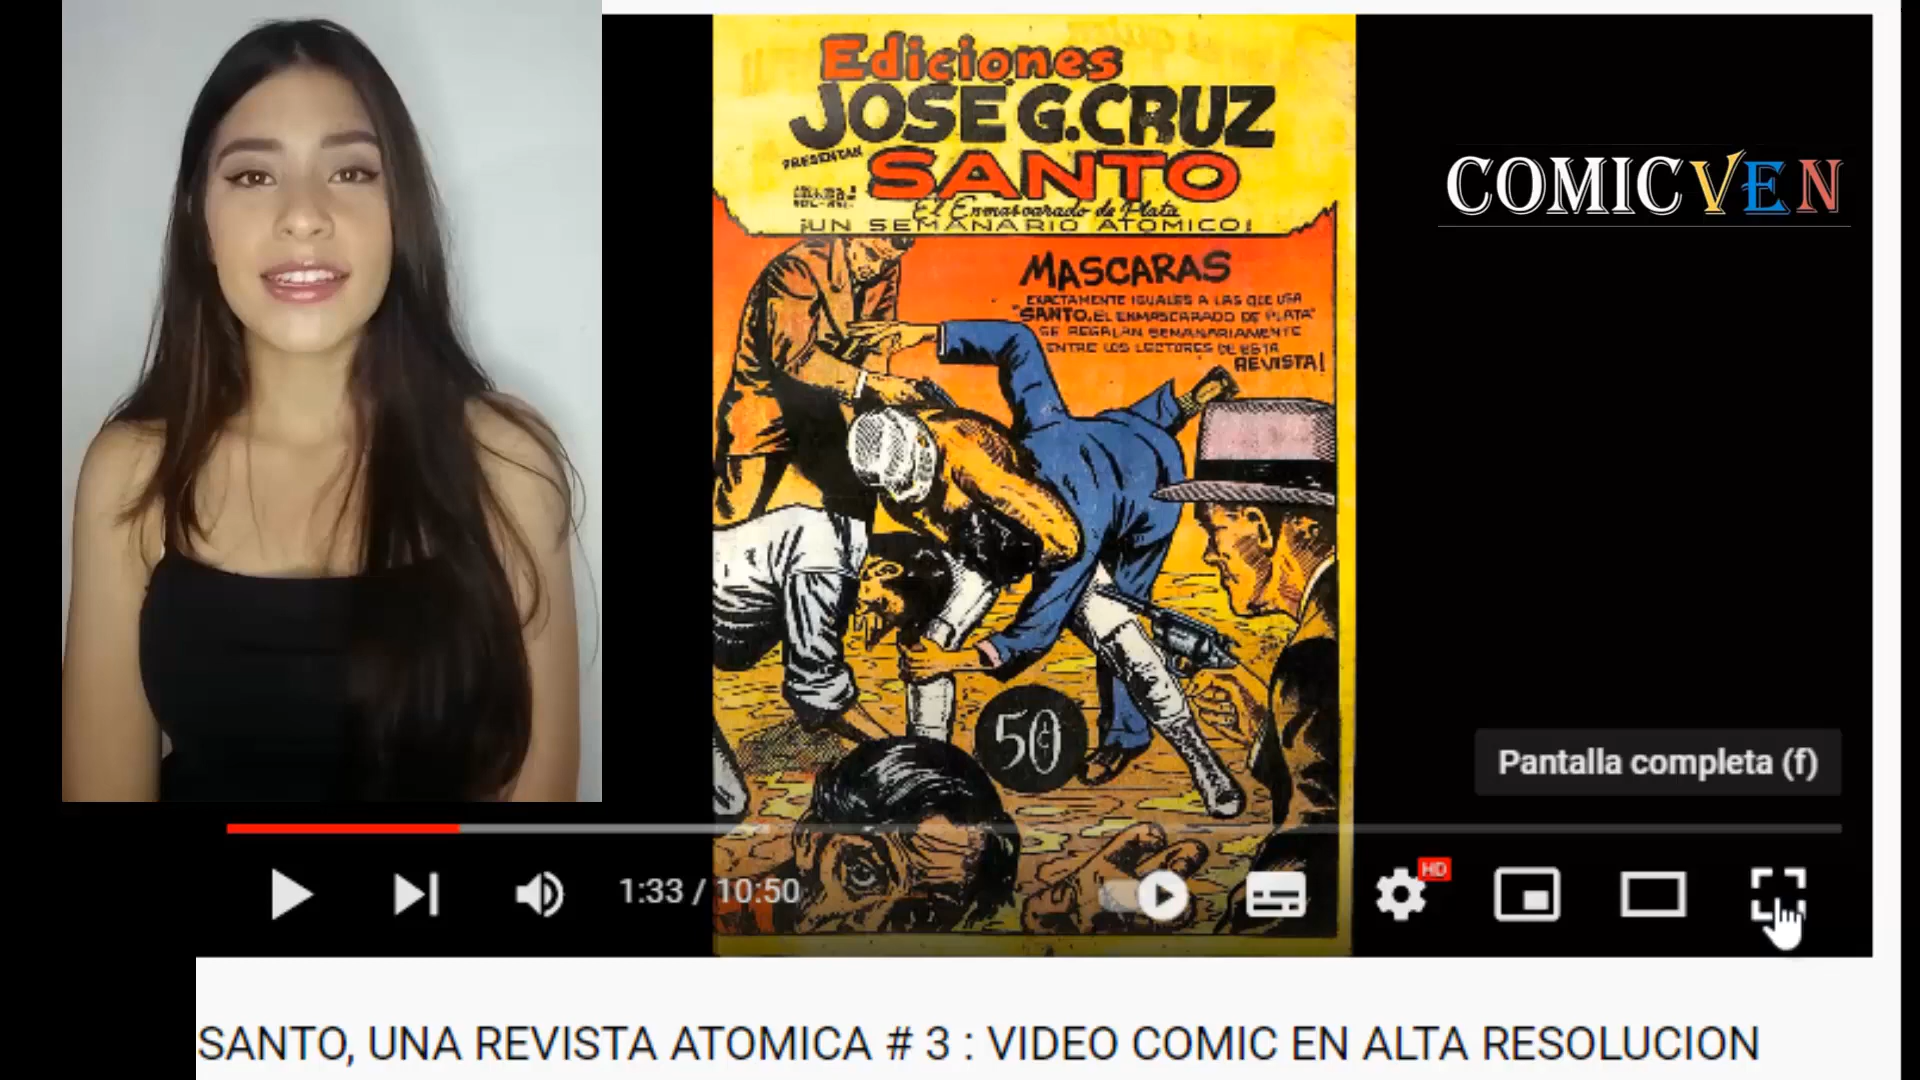 Ediciones
JOSE G. CRUZ
PRESENTAN
SANTO
El Enmascarado de Plata
¡UN SEMANARIO ATOMICO!
MASCARAS
EXACTAMENTE IGUALES A LAS QUE USA
"SANTO, EL ENMASCARADO DE PLATA"
SE REGALAN SEMANARIAMENTE
ENTRE LOS LECTORES DE ESTA
REVISTA!
50¢
COMICVEN
Pantalla completa (f)
1:33 / 10:50
HD
SANTO, UNA REVISTA ATOMICA # 3 : VIDEO COMIC EN ALTA RESOLUCION